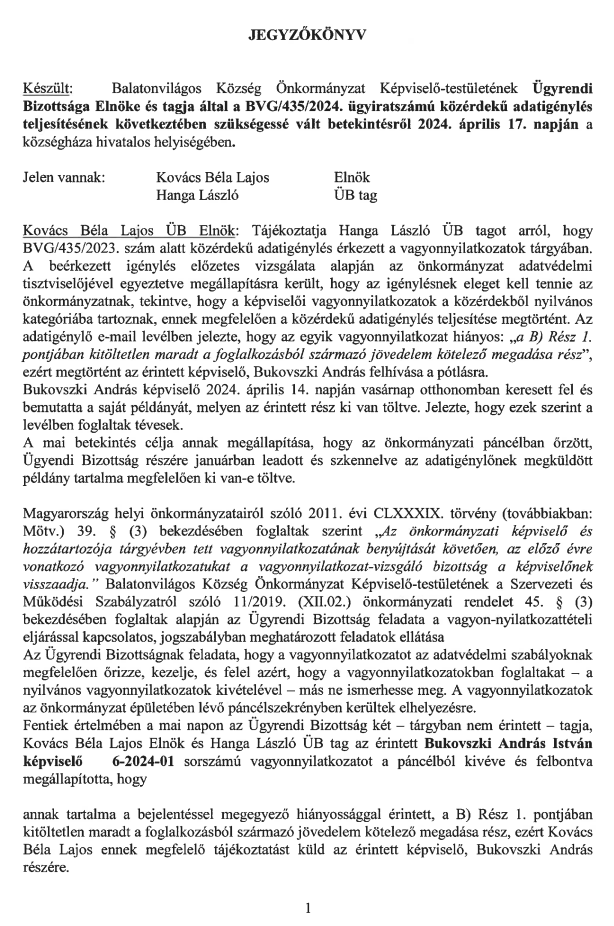 JEGYZŐKÖNYV
Készült: Balatonvilágos Község Önkormányzat Képviselő-testületének Ügyrendi
Bizottsága Elnöke és tagja által a BVG/435/2024. ügyiratszámú közérdekű adatigénylés
teljesítésének következtében szükségessé vált betekintésről 2024. április 17. napján a
községháza hivatalos helyiségében.
Jelen vannak: Kovács Béla Lajos Elnök
Hanga László ÜB tag
Kovács Béla Lajos ÜB Elnök: Tájékoztatja Hanga László ÜB tagot arról, hogy
BVG/435/2023. szám alatt közérdekű adatigénylés érkezett a vagyonnyilatkozatok tárgyában.
A beérkezett igénylés előzetes vizsgálata alapján az önkormányzat adatvédelmi
tisztviselőjével egyeztetve megállapításra került, hogy az igénylésnek eleget kell tennie az
önkormányzatnak, tekintve, hogy a képviselői vagyonnyilatkozatok a közérdekből nyilvános
kategóriába tartoznak, ennek megfelelően a közérdekű adatigénylés teljesítése megtörtént. Az
adatigénylő e-mail levélben jelezte, hogy az egyik vagyonnyilatkozat hiányos: „a B) Rész 1.
pontjában kitöltetlen maradt a foglalkozásból származó jövedelem kötelező megadása rész”,
ezért megtörtént az érintett képviselő, Bukovszki András felhívása a pótlásra.
Bukovszki András képviselő 2024. április 14. napján vasárnap otthonomban keresett fel és
bemutatta a saját példányát, melyen az érintett rész ki van töltve. Jelezte, hogy ezek szerint a
levélben foglaltak tévesek.
A mai betekintés célja annak megállapítása, hogy az önkormányzati páncélban őrzött,
Ügyendi Bizottság részére januárban leadott és szkennelve az adatigénylőnek megküldött
példány tartalma megfelelően ki van-e töltve.
Magyarország helyi önkormányzatairól szóló 2011. évi CLXXXIX. törvény (továbbiakban:
Mötv.) 39. § (3) bekezdésében foglaltak szerint „Az önkormányzati képviselő és
hozzátartozója tárgyévben tett vagyonnyilatkozatának benyújtását követően, az előző évre
vonatkozó vagyonnyilatkozatukat a vagyonnyilatkozat-vizsgáló bizottság a képviselőnek
visszaadja.” Balatonvilágos Község Önkormányzat Képviselő-testületének a Szervezeti és
Működési Szabályzatról szóló 11/2019. (XII.02.) önkormányzati rendelet 45. § (3)
bekezdésében foglaltak alapján az Ügyrendi Bizottság feladata a vagyon-nyilatkozattételi
eljárással kapcsolatos, jogszabályban meghatározott feladatok ellátása
Az Ügyrendi Bizottságnak feladata, hogy a vagyonnyilatkozatot az adatvédelmi szabályoknak
megfelelően őrizze, kezelje, és felel azért, hogy a vagyonnyilatkozatokban foglaltakat – a
nyilvános vagyonnyilatkozatok kivételével – más ne ismerhesse meg. A vagyonnyilatkozatok
az önkormányzat épületében lévő páncélszekrényben kerültek elhelyezésre.
Fentiek értelmében a mai napon az Ügyrendi Bizottság két – tárgyban nem érintett – tagja,
Kovács Béla Lajos Elnök és Hanga László ÜB tag az érintett Bukovszki András István
képviselő 6-2024-01 sorszámú vagyonnyilatkozatot a páncélból kivéve és felbontva
megállapította, hogy
annak tartalma a bejelentéssel megegyező hiányossággal érintett, a B) Rész 1. pontjában
kitöltetlen maradt a foglalkozásból származó jövedelem kötelező megadása rész, ezért Kovács
Béla Lajos ennek megfelelő tájékoztatást küld az érintett képviselő, Bukovszki András
részére.
1